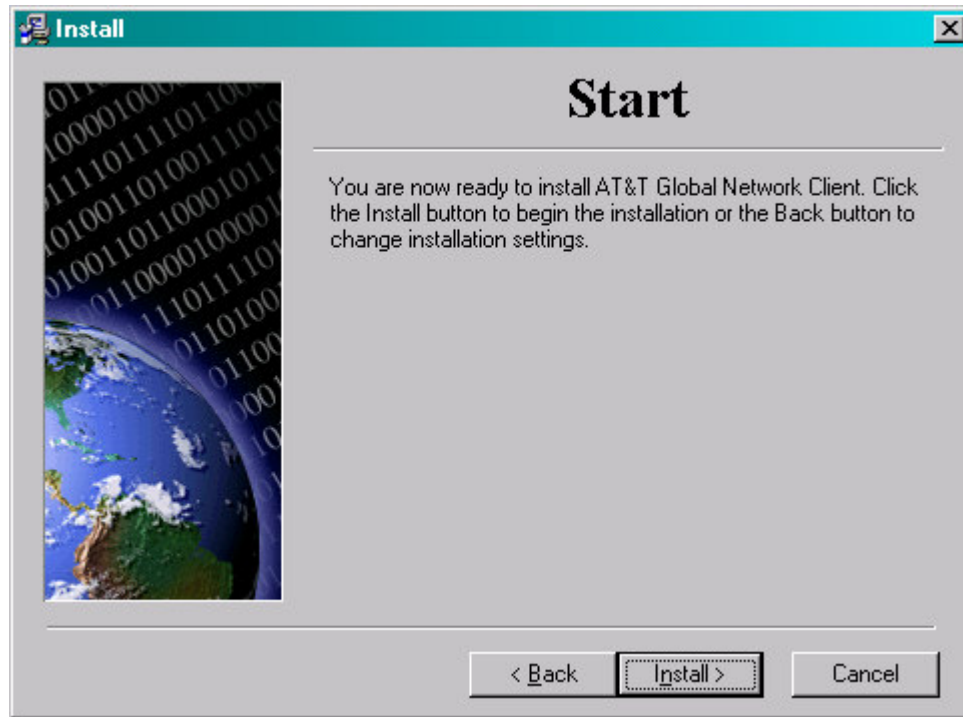 Install
Start
You are now ready to install AT&T Global Network Client. Click
the Install button to begin the installation or the Back button to
change installation settings.
< Back
Install >
Cancel